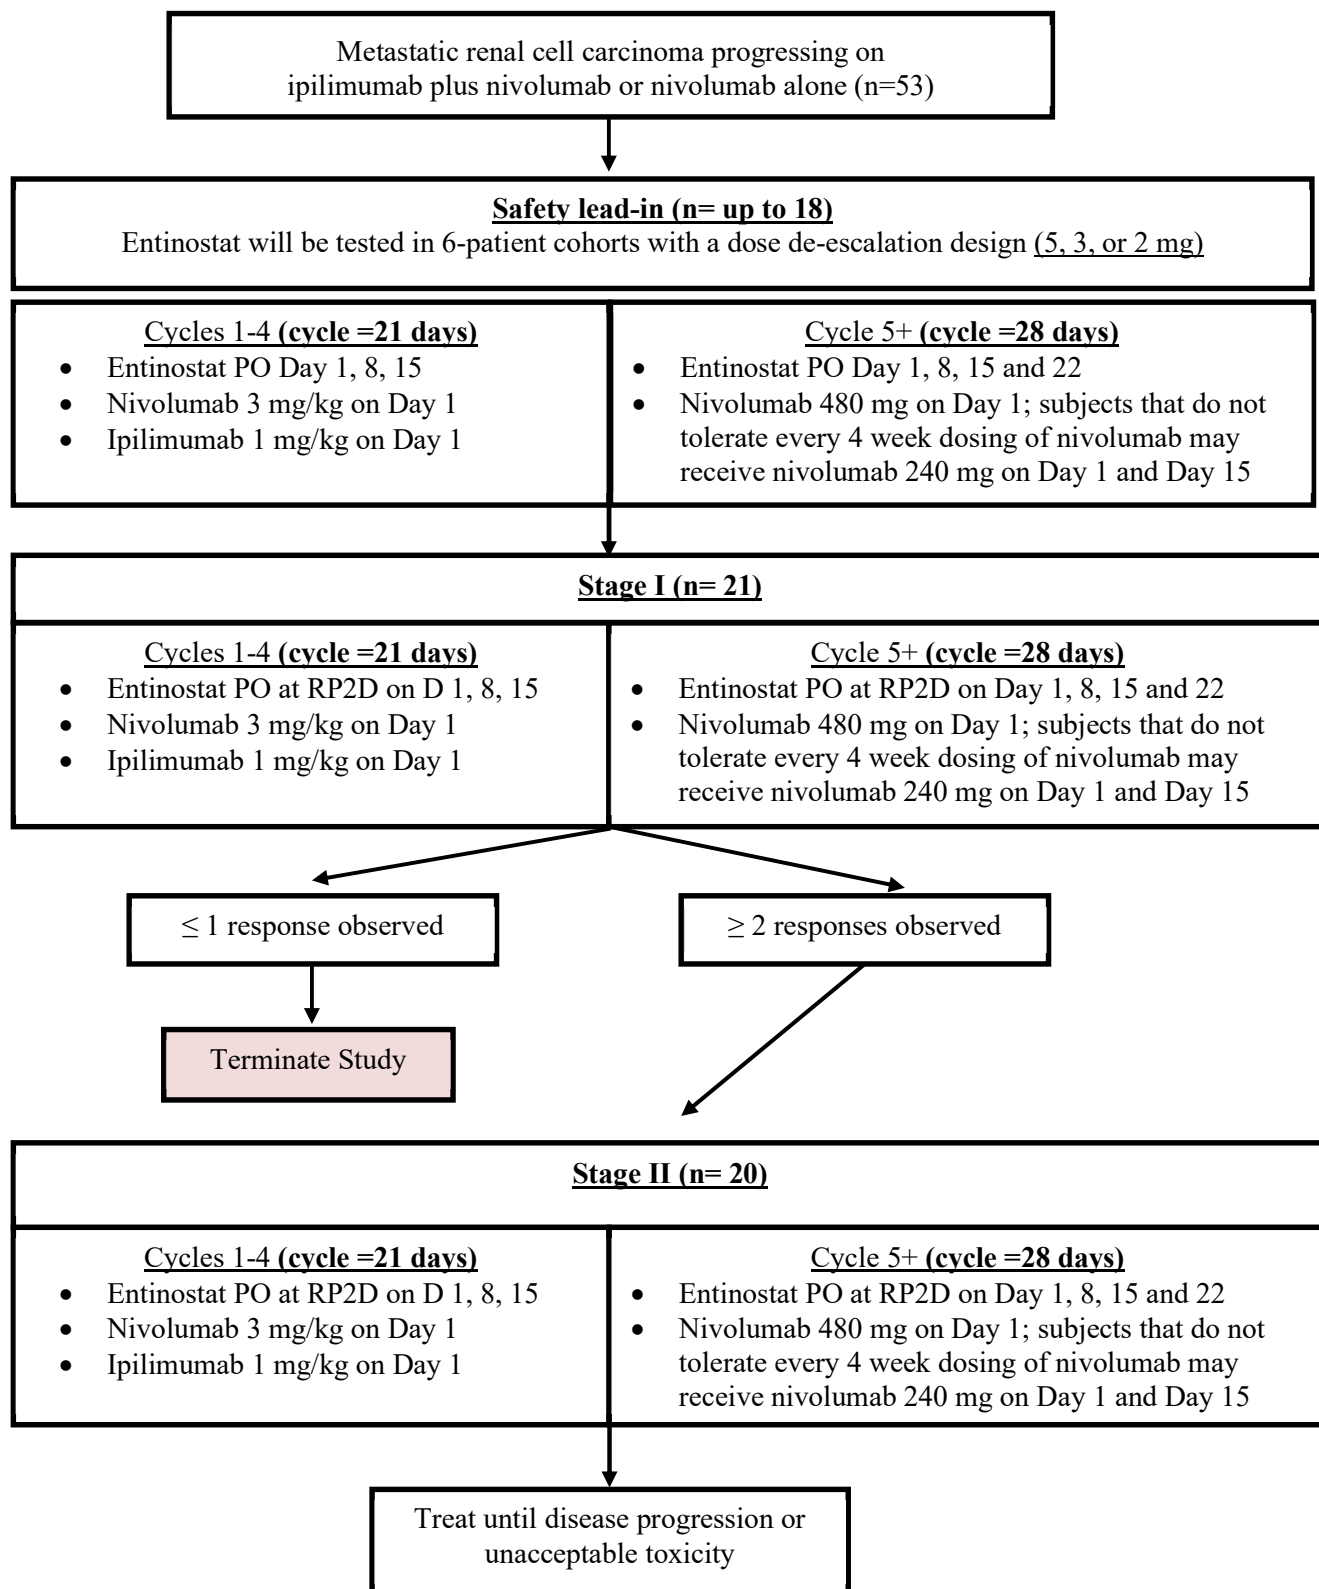 Metastatic renal cell carcinoma progressing on
ipilimumab plus nivolumab or nivolumab alone (n=53)
Safety lead-in (n= up to 18)
Entinostat will be tested in 6-patient cohorts with a dose de-escalation design (5, 3, or 2 mg)
Cycles 1-4 (cycle =21 days)
• Entinostat PO Day 1, 8, 15
• Nivolumab 3 mg/kg on Day 1
• Ipilimumab 1 mg/kg on Day 1
Cycle 5+ (cycle =28 days)
• Entinostat PO Day 1, 8, 15 and 22
• Nivolumab 480 mg on Day 1; subjects that do not
tolerate every 4 week dosing of nivolumab may
receive nivolumab 240 mg on Day 1 and Day 15
Stage I (n= 21)
Cycles 1-4 (cycle =21 days)
• Entinostat PO at RP2D on D 1, 8, 15
• Nivolumab 3 mg/kg on Day 1
• Ipilimumab 1 mg/kg on Day 1
Cycle 5+ (cycle =28 days)
• Entinostat PO at RP2D on Day 1, 8, 15 and 22
• Nivolumab 480 mg on Day 1; subjects that do not
tolerate every 4 week dosing of nivolumab may
receive nivolumab 240 mg on Day 1 and Day 15
≤ 1 response observed
≥ 2 responses observed
Terminate Study
Stage II (n= 20)
Cycles 1-4 (cycle =21 days)
• Entinostat PO at RP2D on D 1, 8, 15
• Nivolumab 3 mg/kg on Day 1
• Ipilimumab 1 mg/kg on Day 1
Cycle 5+ (cycle =28 days)
• Entinostat PO at RP2D on Day 1, 8, 15 and 22
• Nivolumab 480 mg on Day 1; subjects that do not
tolerate every 4 week dosing of nivolumab may
receive nivolumab 240 mg on Day 1 and Day 15
Treat until disease progression or
unacceptable toxicity